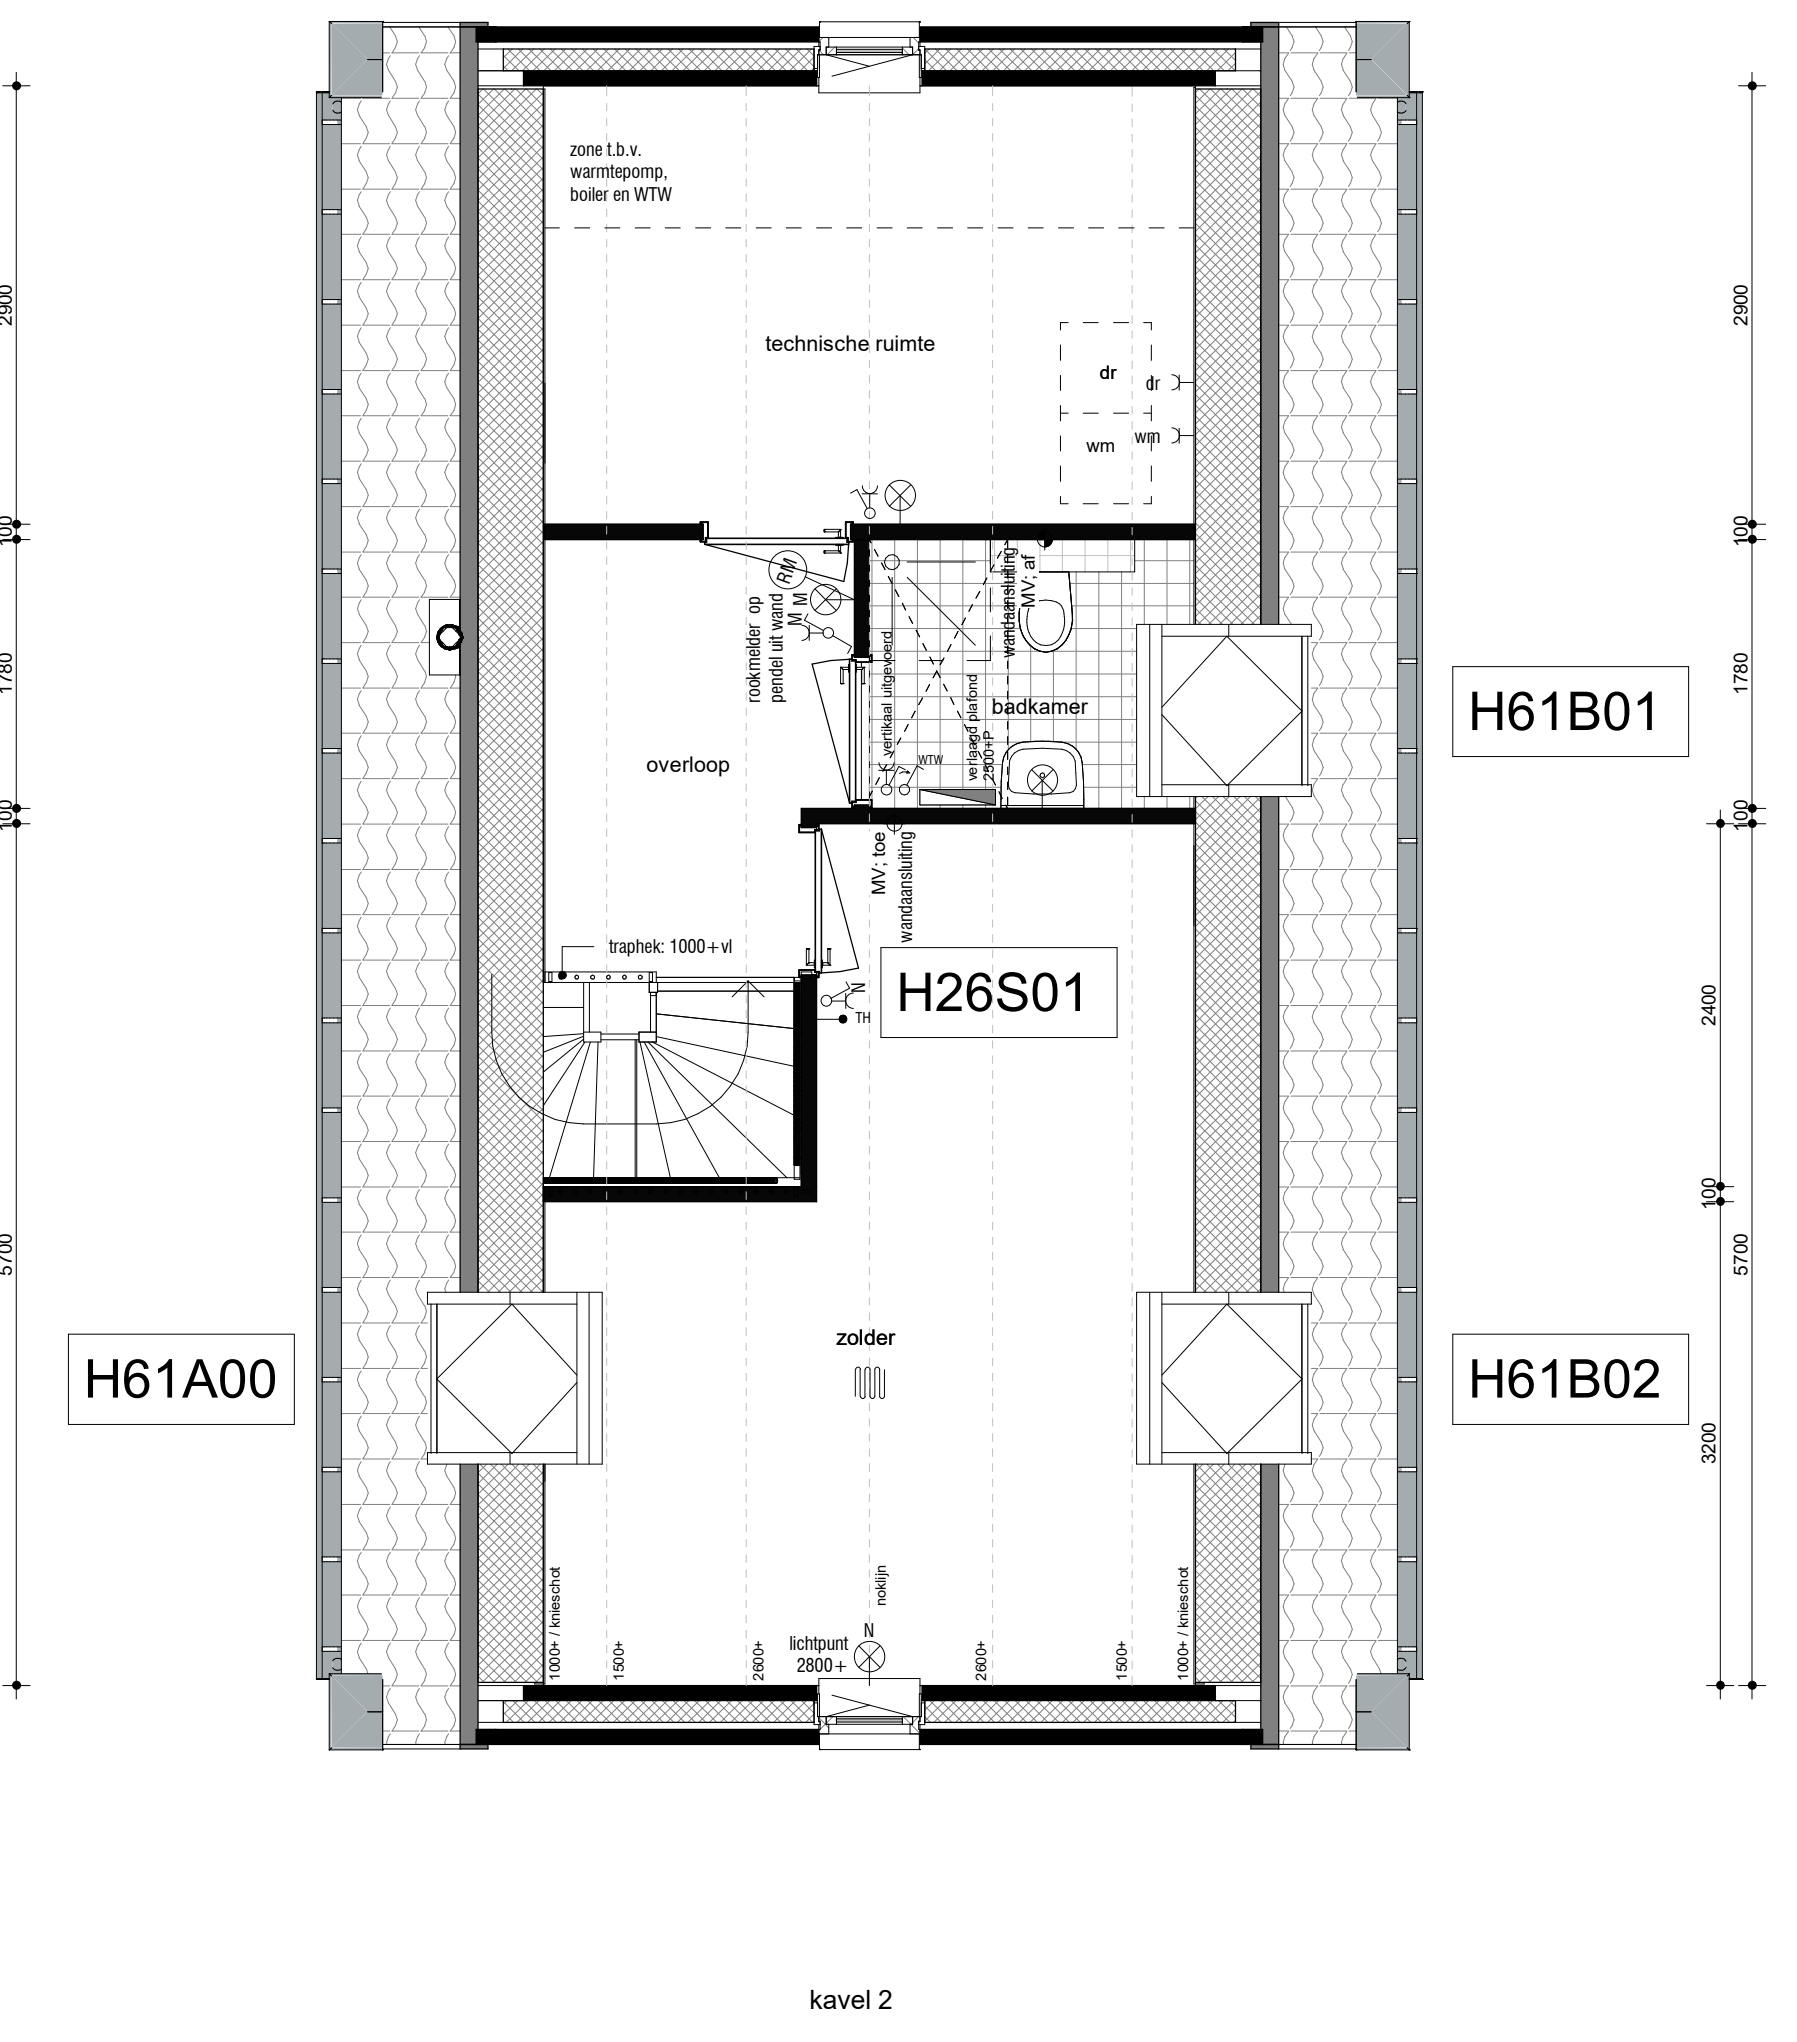 zone t.b.v.
warmtepomp,
boiler en WTW
technische ruimte
dr
dr
wm
wm
2900
2900
100
100
RM
M
M
rookmelder op
pendel uit wand
wandaansluiting
MV; af
vertikaal uitgevoerd
verlaagd plafond
2500+P
badkamer
WTW
overloop
1780
1780
H61B01
100
100
MV; toe
wandaansluiting
traphek: 1000+vl
H26S01
N
TH
2400
100
5700
5700
zolder
H61A00
H61B02
3200
1000+ / knieschot
1500+
2600+
noklijn
N
lichtpunt
2800+
2600+
1500+
1000+ / knieschot
kavel 2